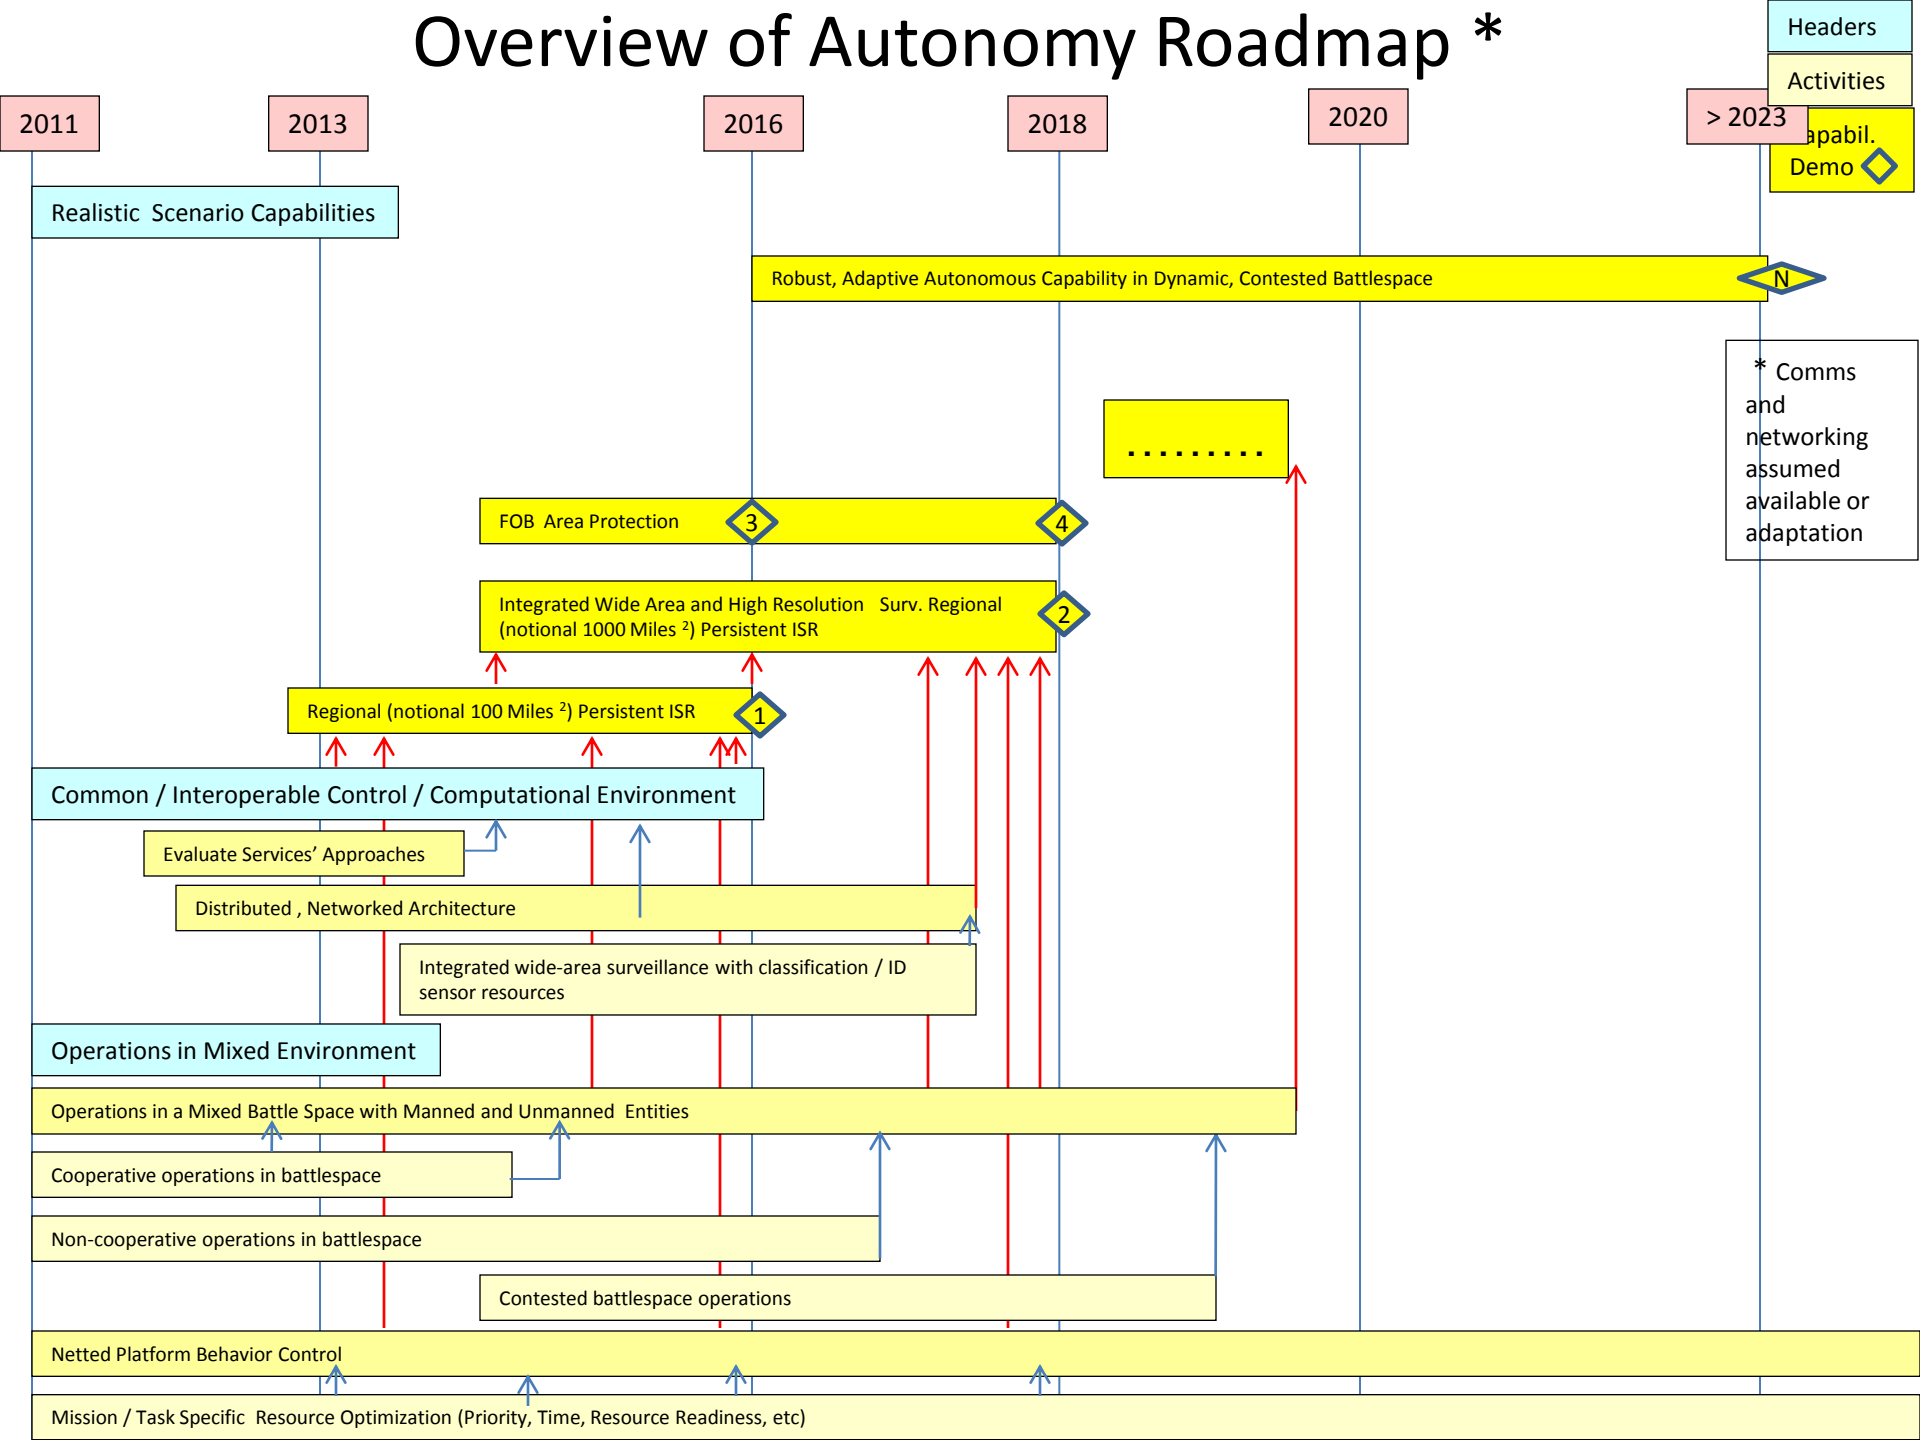 Overview of Autonomy Roadmap *
Headers
Activities
apabil.
Demo
2011
2013
2016
2018
2020
> 2023
Realistic Scenario Capabilities
Robust, Adaptive Autonomous Capability in Dynamic, Contested Battlespace
N
* Comms
and
networking
assumed
available or
adaptation
.........
FOB Area Protection
3
4
Integrated Wide Area and High Resolution Surv. Regional
(notional 1000 Miles ²) Persistent ISR
2
Regional (notional 100 Miles ²) Persistent ISR
1
Common / Interoperable Control / Computational Environment
Evaluate Services’ Approaches
Distributed , Networked Architecture
Integrated wide-area surveillance with classification / ID
sensor resources
Operations in Mixed Environment
Operations in a Mixed Battle Space with Manned and Unmanned Entities
Cooperative operations in battlespace
Non-cooperative operations in battlespace
Contested battlespace operations
Netted Platform Behavior Control
Mission / Task Specific Resource Optimization (Priority, Time, Resource Readiness, etc)